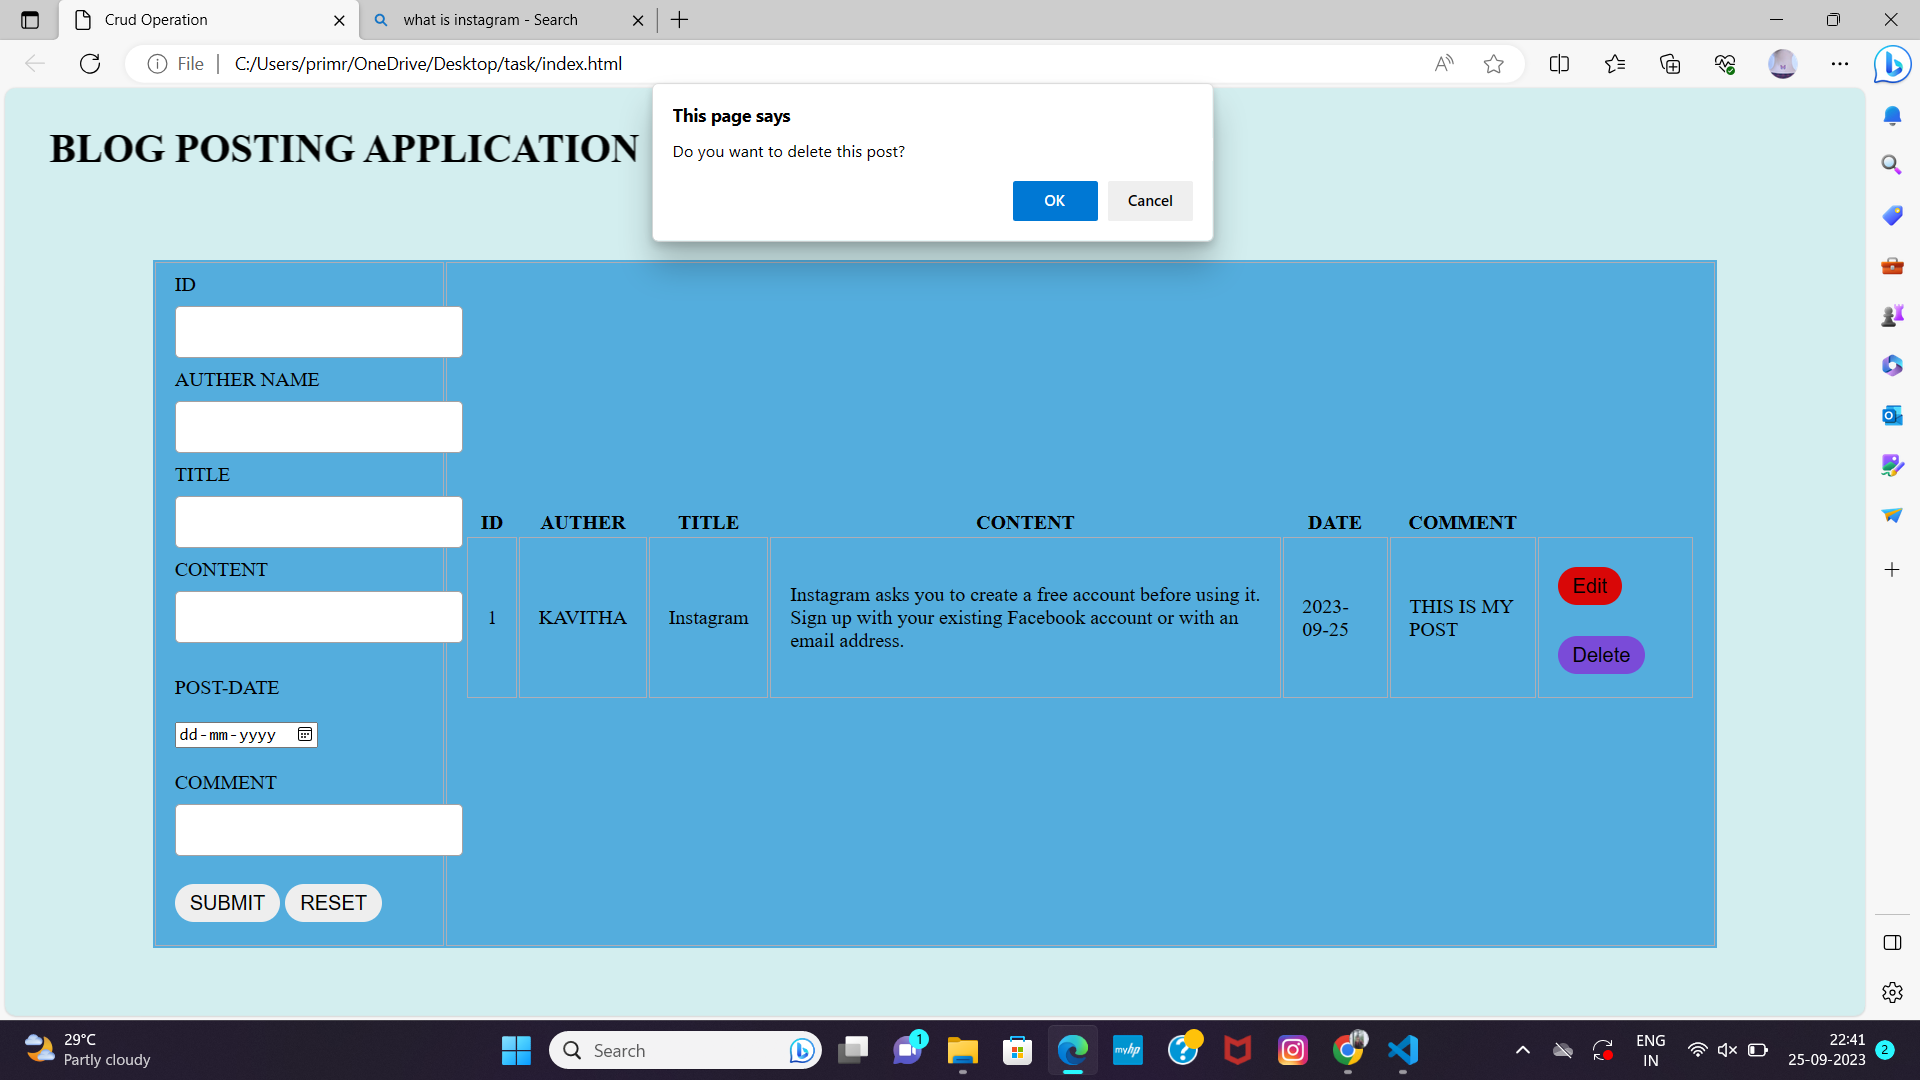 Crud Operation
what is instagram - Search
File
C:/Users/primr/OneDrive/Desktop/task/index.html
This page says
Do you want to delete this post?
OK
Cancel
BLOG POSTING APPLICATION
ID
AUTHER NAME
TITLE
CONTENT
POST-DATE
dd-mm-yyyy
COMMENT
SUBMIT
RESET
ID AUTHER TITLE CONTENT DATE COMMENT
1
KAVITHA
Instagram
Instagram asks you to create a free account before using it.
Sign up with your existing Facebook account or with an
email address.
2023-
09-25
THIS IS MY
POST
Edit
Delete
29°C
Partly cloudy
Search
1
myhp
ENG
IN
22:41
25-09-2023
2